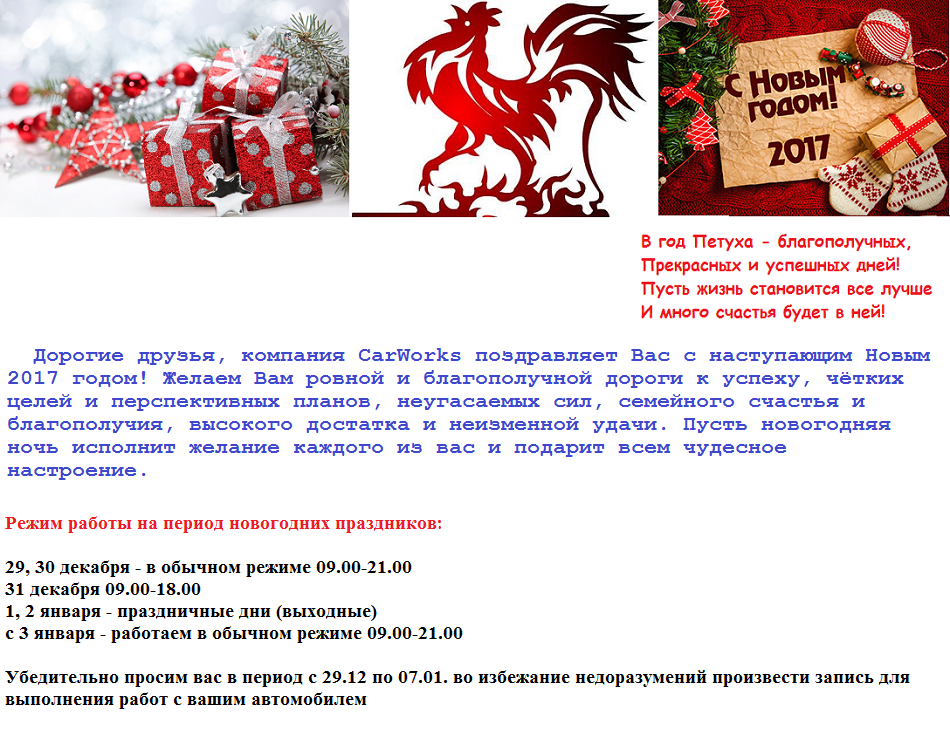 С Новым
годом!
2017
В год Петуха - благополучных,
Прекрасных и успешных дней!
Пусть жизнь становится все лучше
И много счастья будет в ней!
Дорогие друзья, компания CarWorks поздравляет Вас с наступающим Новым
2017 годом! Желаем Вам ровной и благополучной дороги к успеху, чётких
целей и перспективных планов, неугасаемых сил, семейного счастья и
благополучия, высокого достатка и неизменной удачи. Пусть новогодняя
ночь исполнит желание каждого из вас и подарит всем чудесное
настроение.
Режим работы на период новогодних праздников:
29, 30 декабря - в обычном режиме 09.00-21.00
31 декабря 09.00-18.00
1, 2 января - праздничные дни (выходные)
с 3 января - работаем в обычном режиме 09.00-21.00
Убедительно просим вас в период с 29.12 по 07.01. во избежание недоразумений произвести запись для
выполнения работ с вашим автомобилем